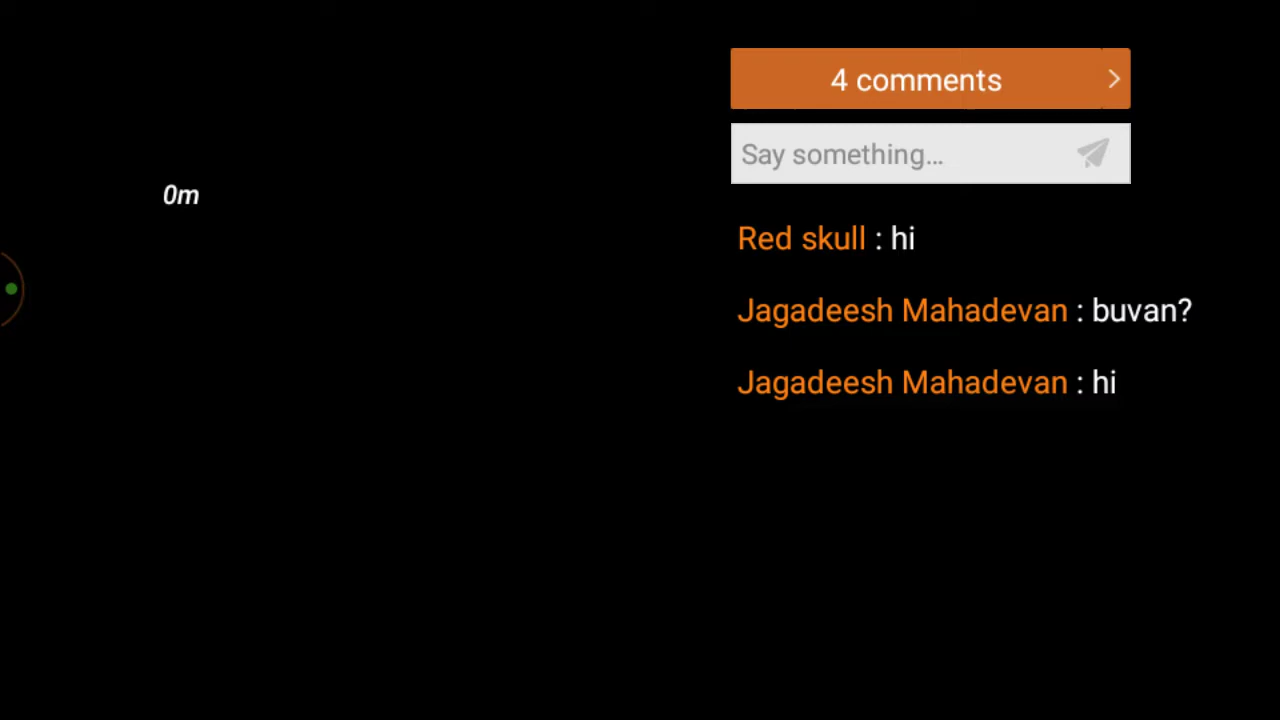 4 comments
Say something...
0m
Red skull : hi
Jagadeesh Mahadevan : buvan?
Jagadeesh Mahadevan : hi